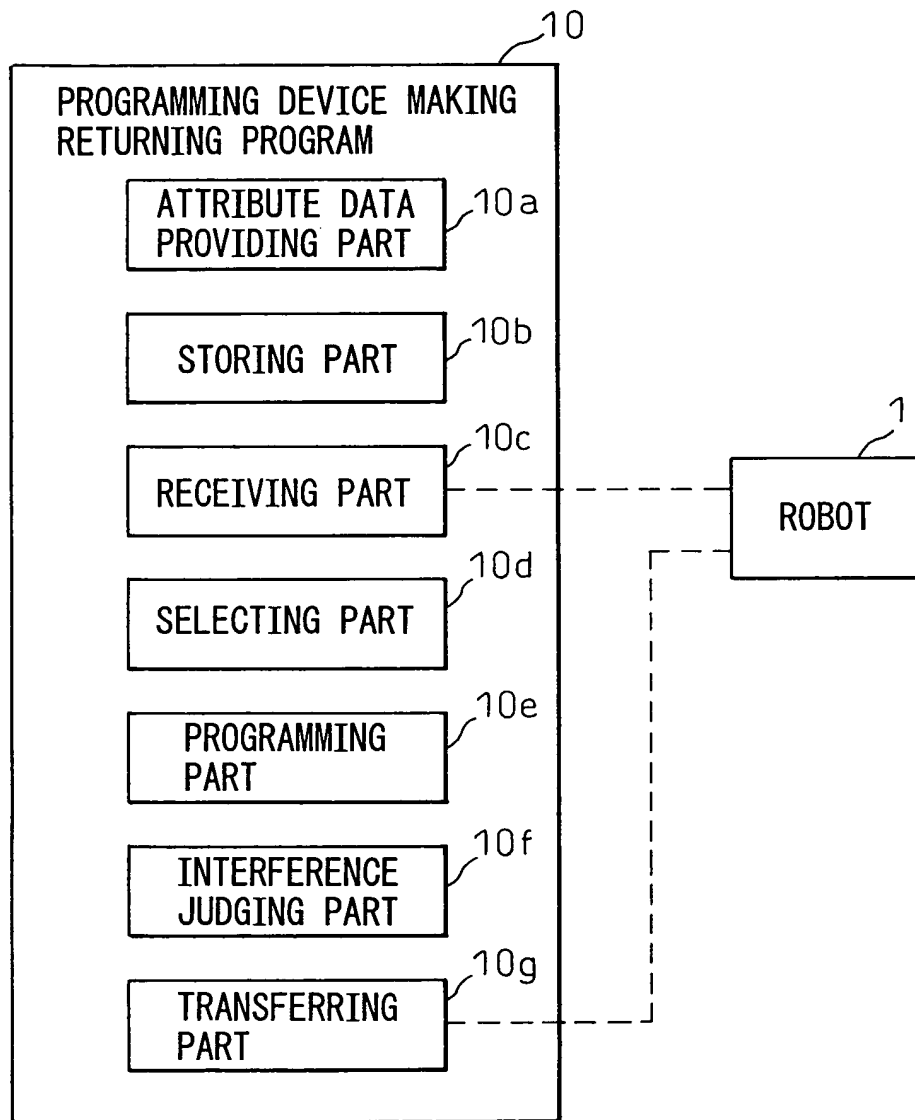 10
PROGRAMMING DEVICE MAKING
RETURNING PROGRAM
ATTRIBUTE DATA
PROVIDING PART
10a
STORING PART
10b
RECEIVING PART
10c
SELECTING PART
10d
PROGRAMMING
PART
10e
INTERFERENCE
JUDGING PART
10f
TRANSFERRING
PART
10g
1
ROBOT